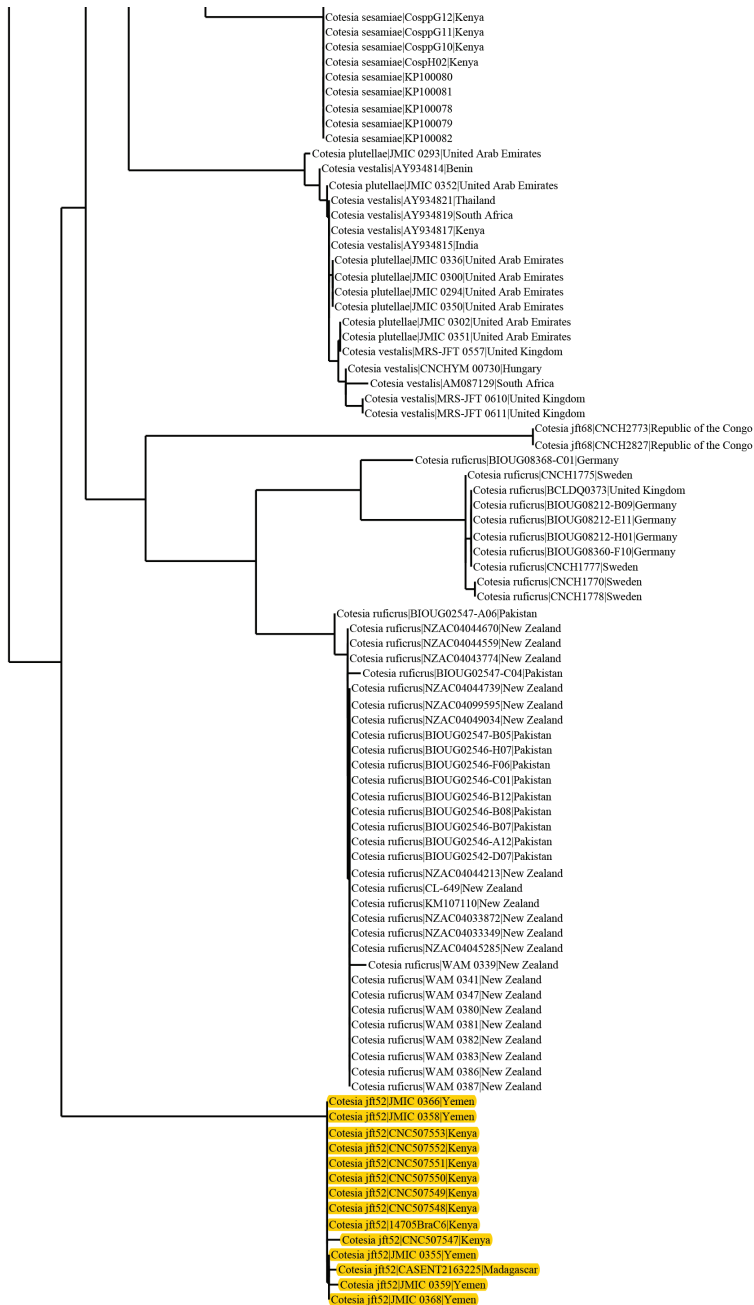 Cotesia sesamiae|CosppG12|Kenya
Cotesia sesamiae|CosppG11|Kenya
Cotesia sesamiae|CosppG10|Kenya
Cotesia sesamiae|CospH02|Kenya
Cotesia sesamiae|KP100080
Cotesia sesamiae|KP100081
Cotesia sesamiae|KP100078
Cotesia sesamiae|KP100079
Cotesia sesamiae|KP100082
Cotesia plutellae|JMIC 0293|United Arab Emirates
Cotesia vestalis|AY934814|Benin
Cotesia plutellae|JMIC 0352|United Arab Emirates
Cotesia vestalis|AY934821|Thailand
Cotesia vestalis|AY934819|South Africa
Cotesia vestalis|AY934817|Kenya
Cotesia vestalis|AY934815|India
Cotesia plutellae|JMIC 0336|United Arab Emirates
Cotesia plutellae|JMIC 0300|United Arab Emirates
Cotesia plutellae|JMIC 0294|United Arab Emirates
Cotesia plutellae|JMIC 0350|United Arab Emirates
Cotesia plutellae|JMIC 0302|United Arab Emirates
Cotesia plutellae|JMIC 0351|United Arab Emirates
Cotesia vestalis|MRS-JFT 0557|United Kingdom
Cotesia vestalis|CNCHYM 00730|Hungary
Cotesia vestalis|AM087129|South Africa
Cotesia vestalis|MRS-JFT 0610|United Kingdom
Cotesia vestalis|MRS-JFT 0611|United Kingdom
Cotesia jft68|CNCH2773|Republic of the Congo
Cotesia jft68|CNCH2827|Republic of the Congo
Cotesia ruficrus|BIOUG08368-C01|Germany
Cotesia ruficrus|CNCH1775|Sweden
Cotesia ruficrus|BCLDQ0373|United Kingdom
Cotesia ruficrus|BIOUG08212-B09|Germany
Cotesia ruficrus|BIOUG08212-E11|Germany
Cotesia ruficrus|BIOUG08212-H01|Germany
Cotesia ruficrus|BIOUG08360-F10|Germany
Cotesia ruficrus|CNCH1777|Sweden
Cotesia ruficrus|CNCH1770|Sweden
Cotesia ruficrus|CNCH1778|Sweden
Cotesia ruficrus|BIOUG02547-A06|Pakistan
Cotesia ruficrus|NZAC04044670|New Zealand
Cotesia ruficrus|NZAC04044559|New Zealand
Cotesia ruficrus|NZAC04043774|New Zealand
Cotesia ruficrus|BIOUG02547-C04|Pakistan
Cotesia ruficrus|NZAC04044739|New Zealand
Cotesia ruficrus|NZAC04099595|New Zealand
Cotesia ruficrus|NZAC04049034|New Zealand
Cotesia ruficrus|BIOUG02547-B05|Pakistan
Cotesia ruficrus|BIOUG02546-H07|Pakistan
Cotesia ruficrus|BIOUG02546-F06|Pakistan
Cotesia ruficrus|BIOUG02546-C01|Pakistan
Cotesia ruficrus|BIOUG02546-B12|Pakistan
Cotesia ruficrus|BIOUG02546-B08|Pakistan
Cotesia ruficrus|BIOUG02546-B07|Pakistan
Cotesia ruficrus|BIOUG02546-A12|Pakistan
Cotesia ruficrus|BIOUG02542-D07|Pakistan
Cotesia ruficrus|NZAC04044213|New Zealand
Cotesia ruficrus|CL-649|New Zealand
Cotesia ruficrus|KM107110|New Zealand
Cotesia ruficrus|NZAC04033872|New Zealand
Cotesia ruficrus|NZAC04033349|New Zealand
Cotesia ruficrus|NZAC04045285|New Zealand
Cotesia ruficrus|WAM 0339|New Zealand
Cotesia ruficrus|WAM 0341|New Zealand
Cotesia ruficrus|WAM 0347|New Zealand
Cotesia ruficrus|WAM 0380|New Zealand
Cotesia ruficrus|WAM 0381|New Zealand
Cotesia ruficrus|WAM 0382|New Zealand
Cotesia ruficrus|WAM 0383|New Zealand
Cotesia ruficrus|WAM 0386|New Zealand
Cotesia ruficrus|WAM 0387|New Zealand
Cotesia jft52|JMIC 0366|Yemen
Cotesia jft52|JMIC 0358|Yemen
Cotesia jft52|CNC507553|Kenya
Cotesia jft52|CNC507552|Kenya
Cotesia jft52|CNC507551|Kenya
Cotesia jft52|CNC507550|Kenya
Cotesia jft52|CNC507549|Kenya
Cotesia jft52|CNC507548|Kenya
Cotesia jft52|14705BraC6|Kenya
Cotesia jft52|CNC507547|Kenya
Cotesia jft52|JMIC 0355|Yemen
Cotesia jft52|CASENT2163225|Madagascar
Cotesia jft52|JMIC 0359|Yemen
Cotesia jft52|JMIC 0368|Yemen